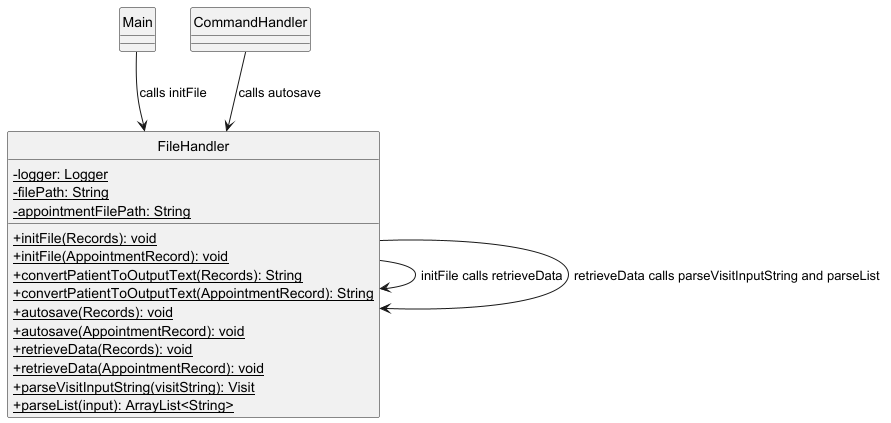 Main
CommandHandler
calls initFile
calls autosave
FileHandler
-logger: Logger
-filePath: String
-appointmentFilePath: String
+initFile(Records): void
+initFile(AppointmentRecord): void
+convertPatientToOutputText(Records): String
+convertPatientToOutputText(AppointmentRecord): String
+autosave(Records): void
+autosave(AppointmentRecord): void
+retrieveData(Records): void
+retrieveData(AppointmentRecord): void
+parseVisitInputString(visitString): Visit
+parseList(input): ArrayList<String>
initFile calls retrieveData
retrieveData calls parseVisitInputString and parseList